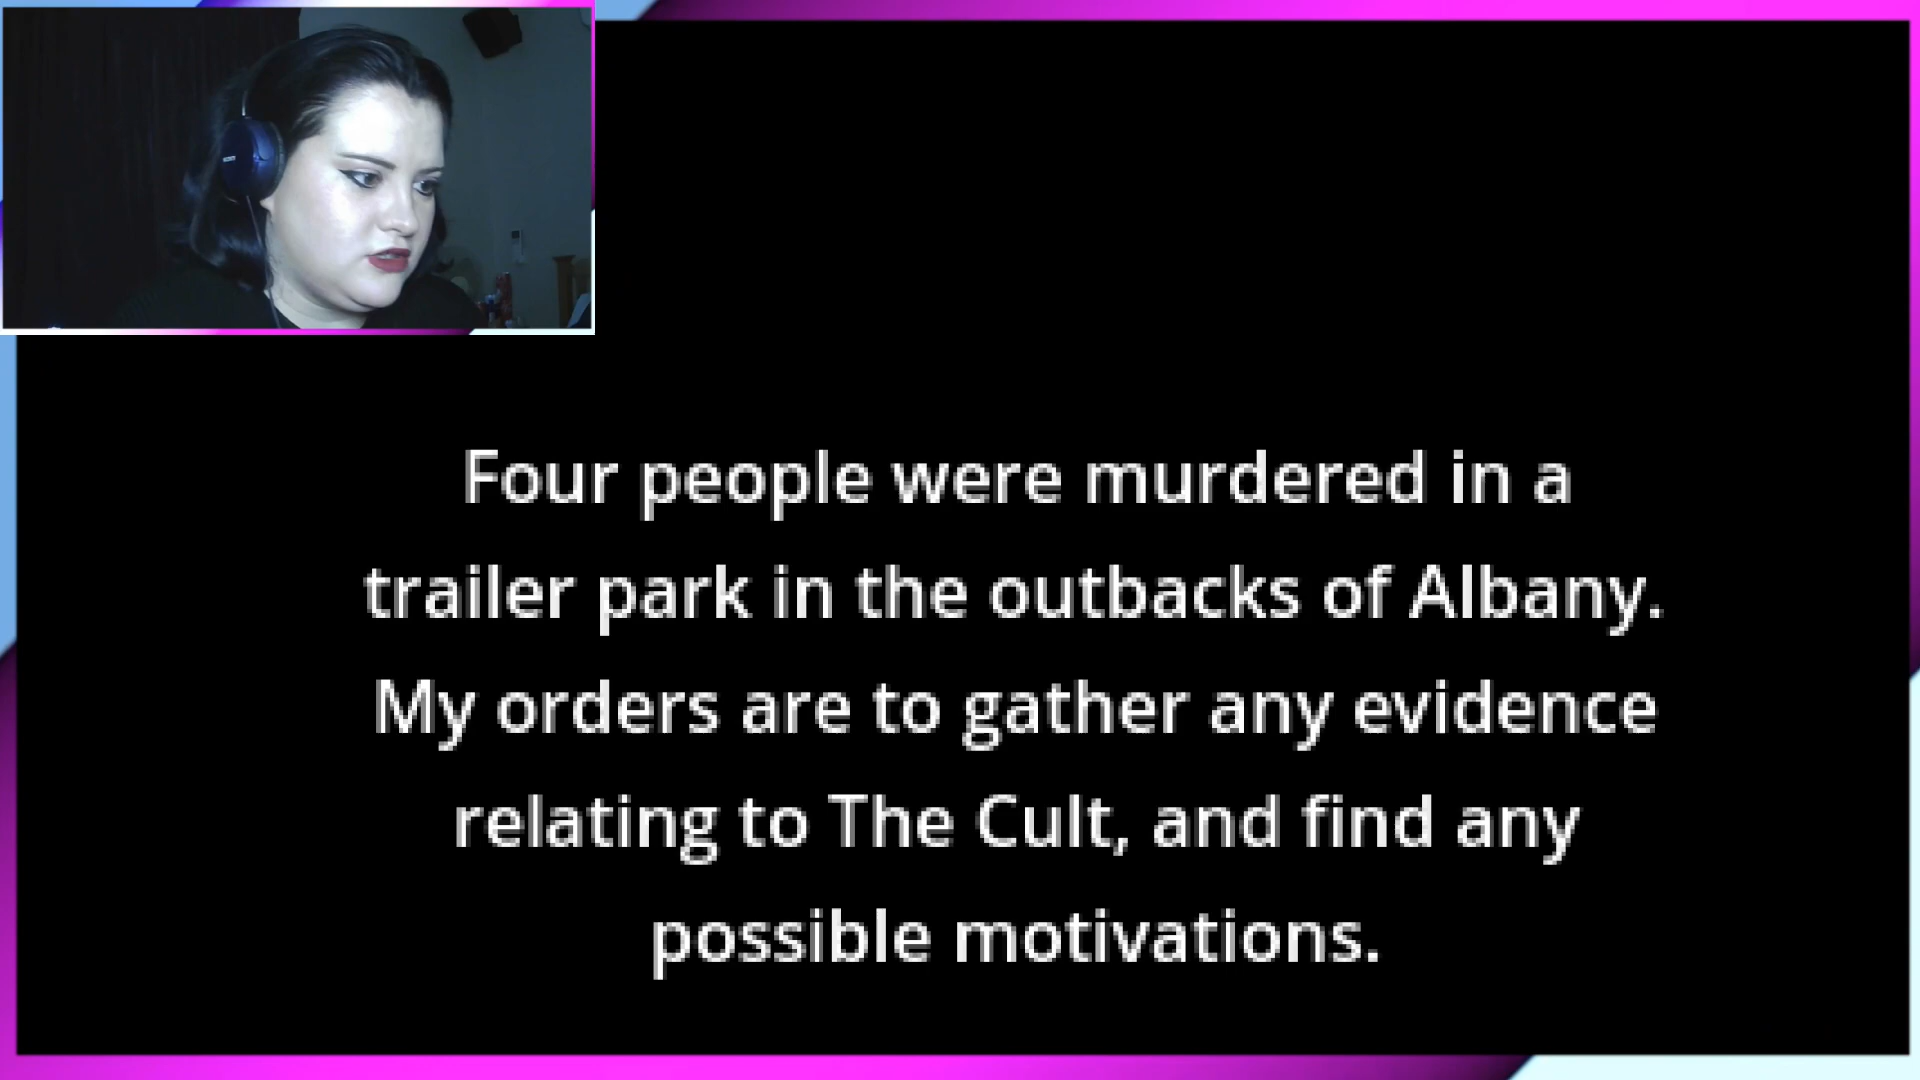 Four people were murdered in a
trailer park in the outbacks of Albany.
My orders are to gather any evidence
relating to The Cult, and find any
possible motivations.